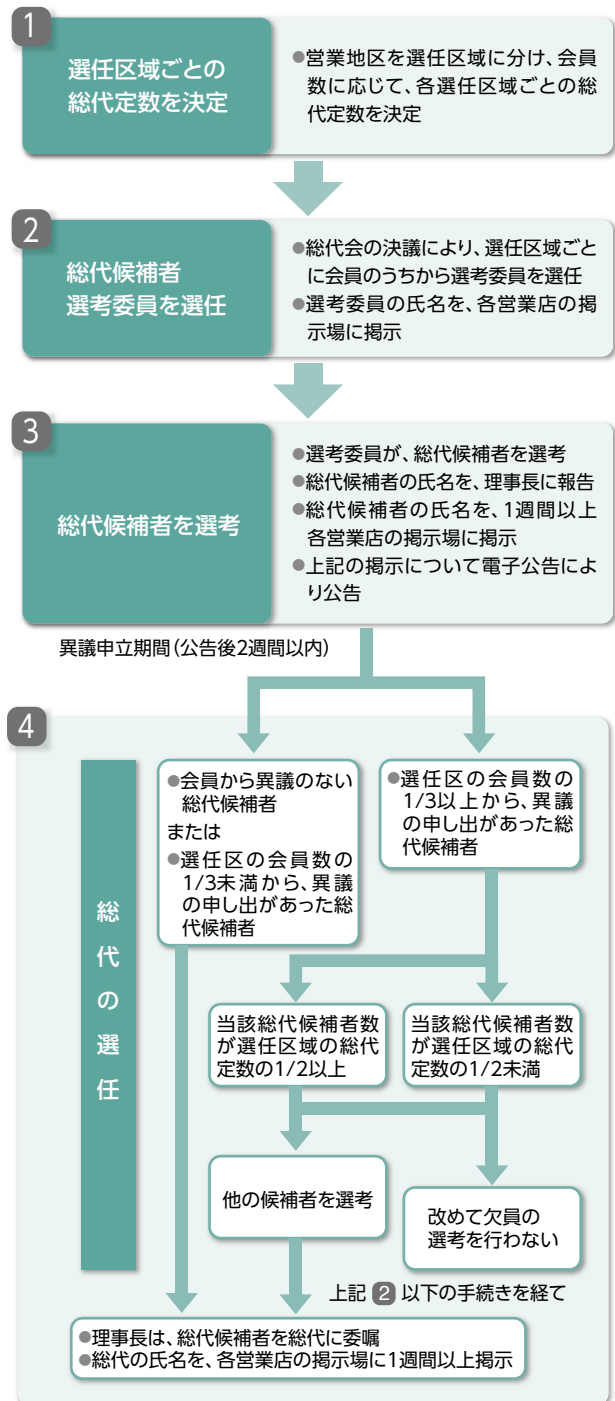 1
選任区域ごとの
総代定数を決定
●営業地区を選任区域に分け、会員
数に応じて、各選任区域ごとの総
代定数を決定
2
総代候補者
選考委員を選任
●総代会の決議により、選任区域ごと
に会員のうちから選考委員を選任
●選考委員の氏名を、各営業店の掲
示場に掲示
3
総代候補者を選考
●選考委員が、総代候補者を選考
●総代候補者の氏名を、理事長に報告
●総代候補者の氏名を、1週間以上
各営業店の掲示場に掲示
●上記の掲示について電子公告によ
り公告
異議申立期間(公告後2週間以内)
4
総代の選任
●会員から異議のない
総代候補者
または
●選任区の会員数の
1/3未満から、異議
の申し出があった総
代候補者
●選任区の会員数の
1/3以上から、異議
の申し出があった総
代候補者
当該総代候補者数
が選任区域の総代
定数の1/2以上
当該総代候補者数
が選任区域の総代
定数の1/2未満
他の候補者を選考
改めて欠員の
選考を行わない
上記 2 以下の手続きを経て
●理事長は、総代候補者を総代に委嘱
●総代の氏名を、各営業店の掲示場に1週間以上掲示